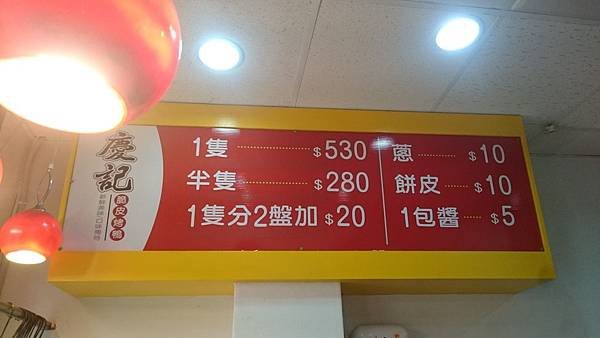 慶記
脆皮烤鴨
1隻 ............ $530
半隻 ............ $280
1隻分2盤加 $20
蔥 ............ $10
餅皮 ...... $10
1包醬 ... $5